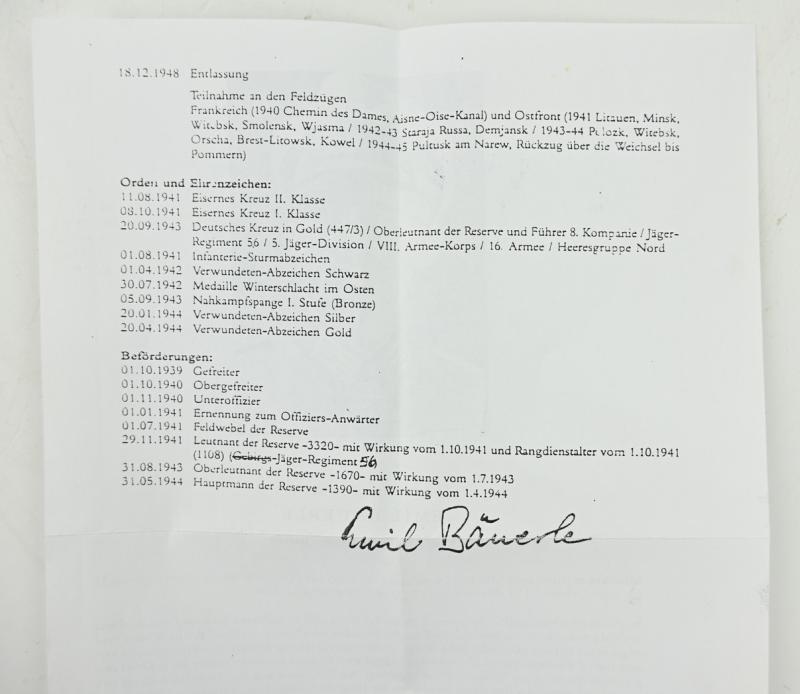 18.12.1948 Entlassung
Teilnahme an den Feldzügen
Frankreich (1940 Chemin des Dames, Aisne-Oise-Kanal) und Ostfront (1941 Litauen, Minsk,
Witebsk, Smolensk, Wjasma / 1942-43 Staraja Russa, Demjansk / 1943-44 Polozk, Witebsk,
Orscha, Brest-Litowsk, Kowel / 1944-45 Pultusk am Narew, Rückzug über die Weichsel bis
Pommern)
Orden und Ehrenzeichen:
11.08.1941 Eisernes Kreuz II. Klasse
08.10.1941 Eisernes Kreuz I. Klasse
20.09.1943 Deutsches Kreuz in Gold (447/3) / Oberleutnant der Reserve und Führer 8. Kompanie / Jäger-
Regiment 56 / 5. Jäger-Division / VIII. Armee-Korps / 16. Armee / Heeresgruppe Nord
01.08.1941 Infanterie-Sturmabzeichen
01.04.1942 Verwundeten-Abzeichen Schwarz
30.07.1942 Medaille Winterschlacht im Osten
05.09.1943 Nahkampfspange I. Stufe (Bronze)
20.01.1944 Verwundeten-Abzeichen Silber
20.04.1944 Verwundeten-Abzeichen Gold
Beförderungen:
01.10.1939 Gefreiter
01.10.1940 Obergefreiter
01.11.1940 Unteroffizier
01.01.1941 Ernennung zum Offiziers-Anwärter
01.07.1941 Feldwebel der Reserve
29.11.1941 Leutnant der Reserve -3320- mit Wirkung vom 1.10.1941 und Rangdienstalter vom 1.10.1941
(1108) (Gebirgs-Jäger-Regiment 56)
31.08.1943 Oberleutnant der Reserve -1670- mit Wirkung vom 1.7.1943
31.05.1944 Hauptmann der Reserve -1390- mit Wirkung vom 1.4.1944
Emil Bäuerle